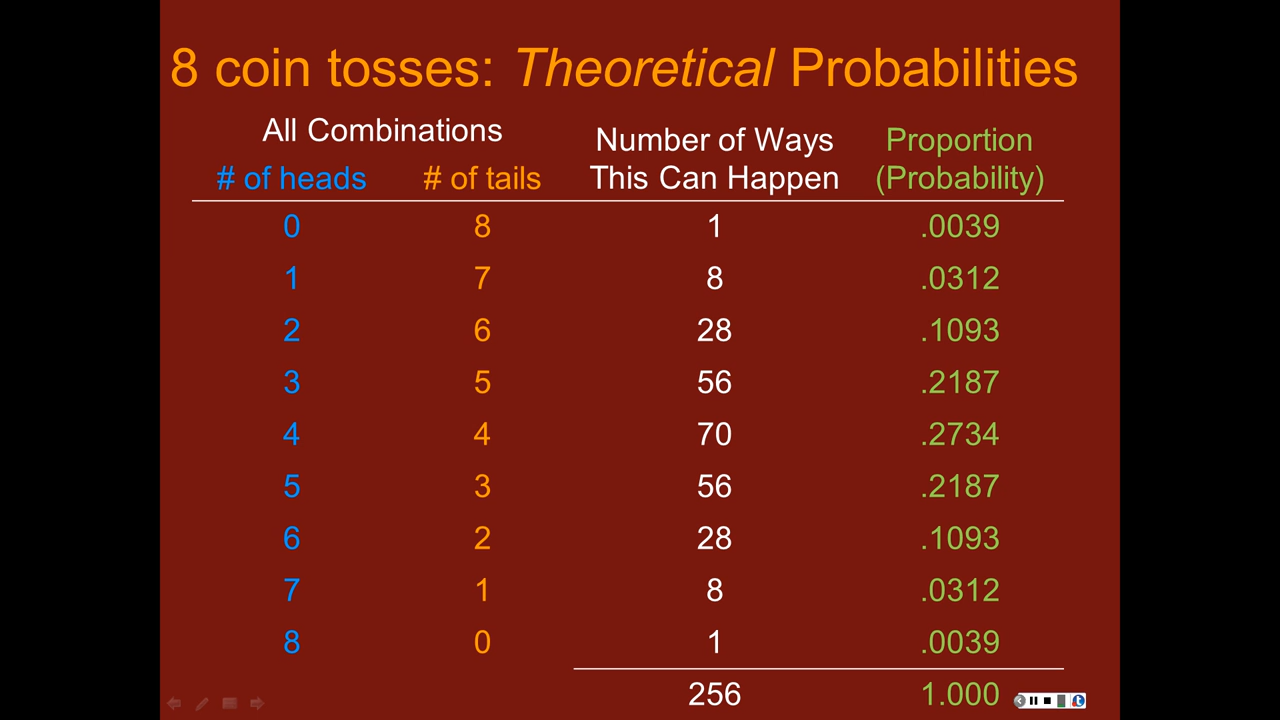 8 coin tosses: Theoretical Probabilities
All Combinations
Number of Ways This Can Happen
Proportion (Probability)
# of heads # of tails
0 8 1 .0039
1 7 8 .0312
2 6 28 .1093
3 5 56 .2187
4 4 70 .2734
5 3 56 .2187
6 2 28 .1093
7 1 8 .0312
8 0 1 .0039
256 1.000